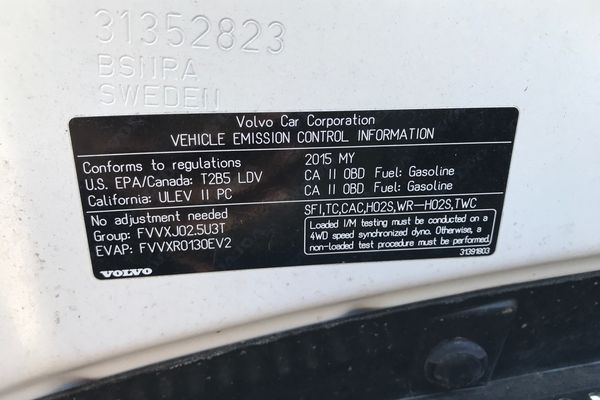 31352823
BSNRA
SWEDEN
Volvo Car Corporation
VEHICLE EMISSION CONTROL INFORMATION
Conforms to regulations 2015 MY
U.S. EPA/Canada: T2B5 LDV CA II OBD Fuel: Gasoline
California: ULEV II PC CA II OBD Fuel: Gasoline
No adjustment needed SFI,TC,CAC,HO2S,WR-HO2S,TWC
Group: FVVXJ02.5U3T
EVAP: FVVXR0130EV2
Loaded I/M testing must be conducted on a
4WD speed synchronized dyno. Otherwise, a
non-loaded test procedure must be performed.
VOLVO
31391803